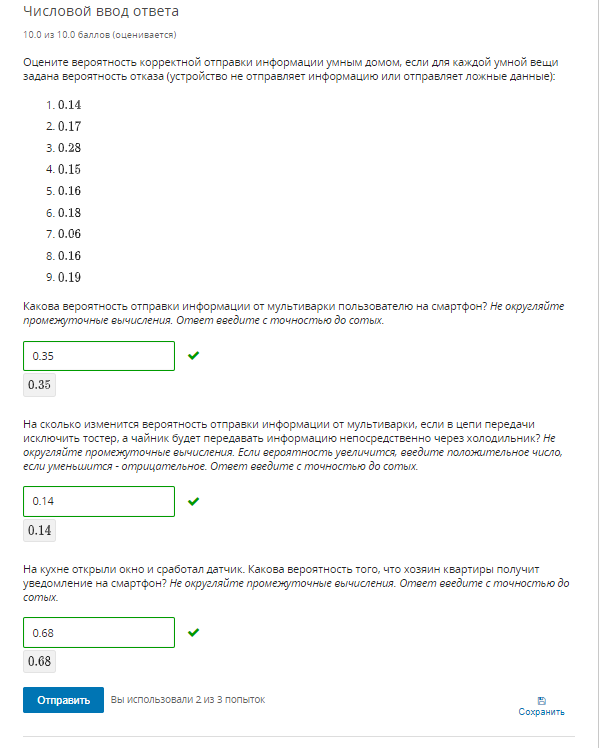 Числовой ввод ответа
10.0 из 10.0 баллов (оценивается)
Оцените вероятность корректной отправки информации умным домом, если для каждой умной вещи
задана вероятность отказа (устройство не отправляет информацию или отправляет ложные данные):
1. 0.14
2. 0.17
3. 0.28
4. 0.15
5. 0.16
6. 0.18
7. 0.06
8. 0.16
9. 0.19
Какова вероятность отправки информации от мультиварки пользователю на смартфон? Не округляйте
промежуточные вычисления. Ответ введите с точностью до сотых.
0.35
0.35
На сколько изменится вероятность отправки информации от мультиварки, если в цепи передачи
исключить тостер, а чайник будет передавать информацию непосредственно через холодильник? Не
округляйте промежуточные вычисления. Если вероятность увеличится, введите положительное число,
если уменьшится - отрицательное. Ответ введите с точностью до сотых.
0.14
0.14
На кухне открыли окно и сработал датчик. Какова вероятность того, что хозяин квартиры получит
уведомление на смартфон? Не округляйте промежуточные вычисления. Ответ введите с точностью до
сотых.
0.68
0.68
Отправить Вы использовали 2 из 3 попыток
Сохранить